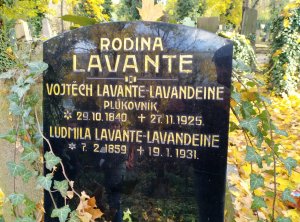 RODINA
LAVANTE
VOJTĚCH LAVANTE-LAVANDEINE
PLUKOVNÍK
* 29.10.1840. + 27.11.1925.
LUDMILA LAVANTE-LAVANDEINE
* 7. 2. 1859. + 19. 1. 1931.